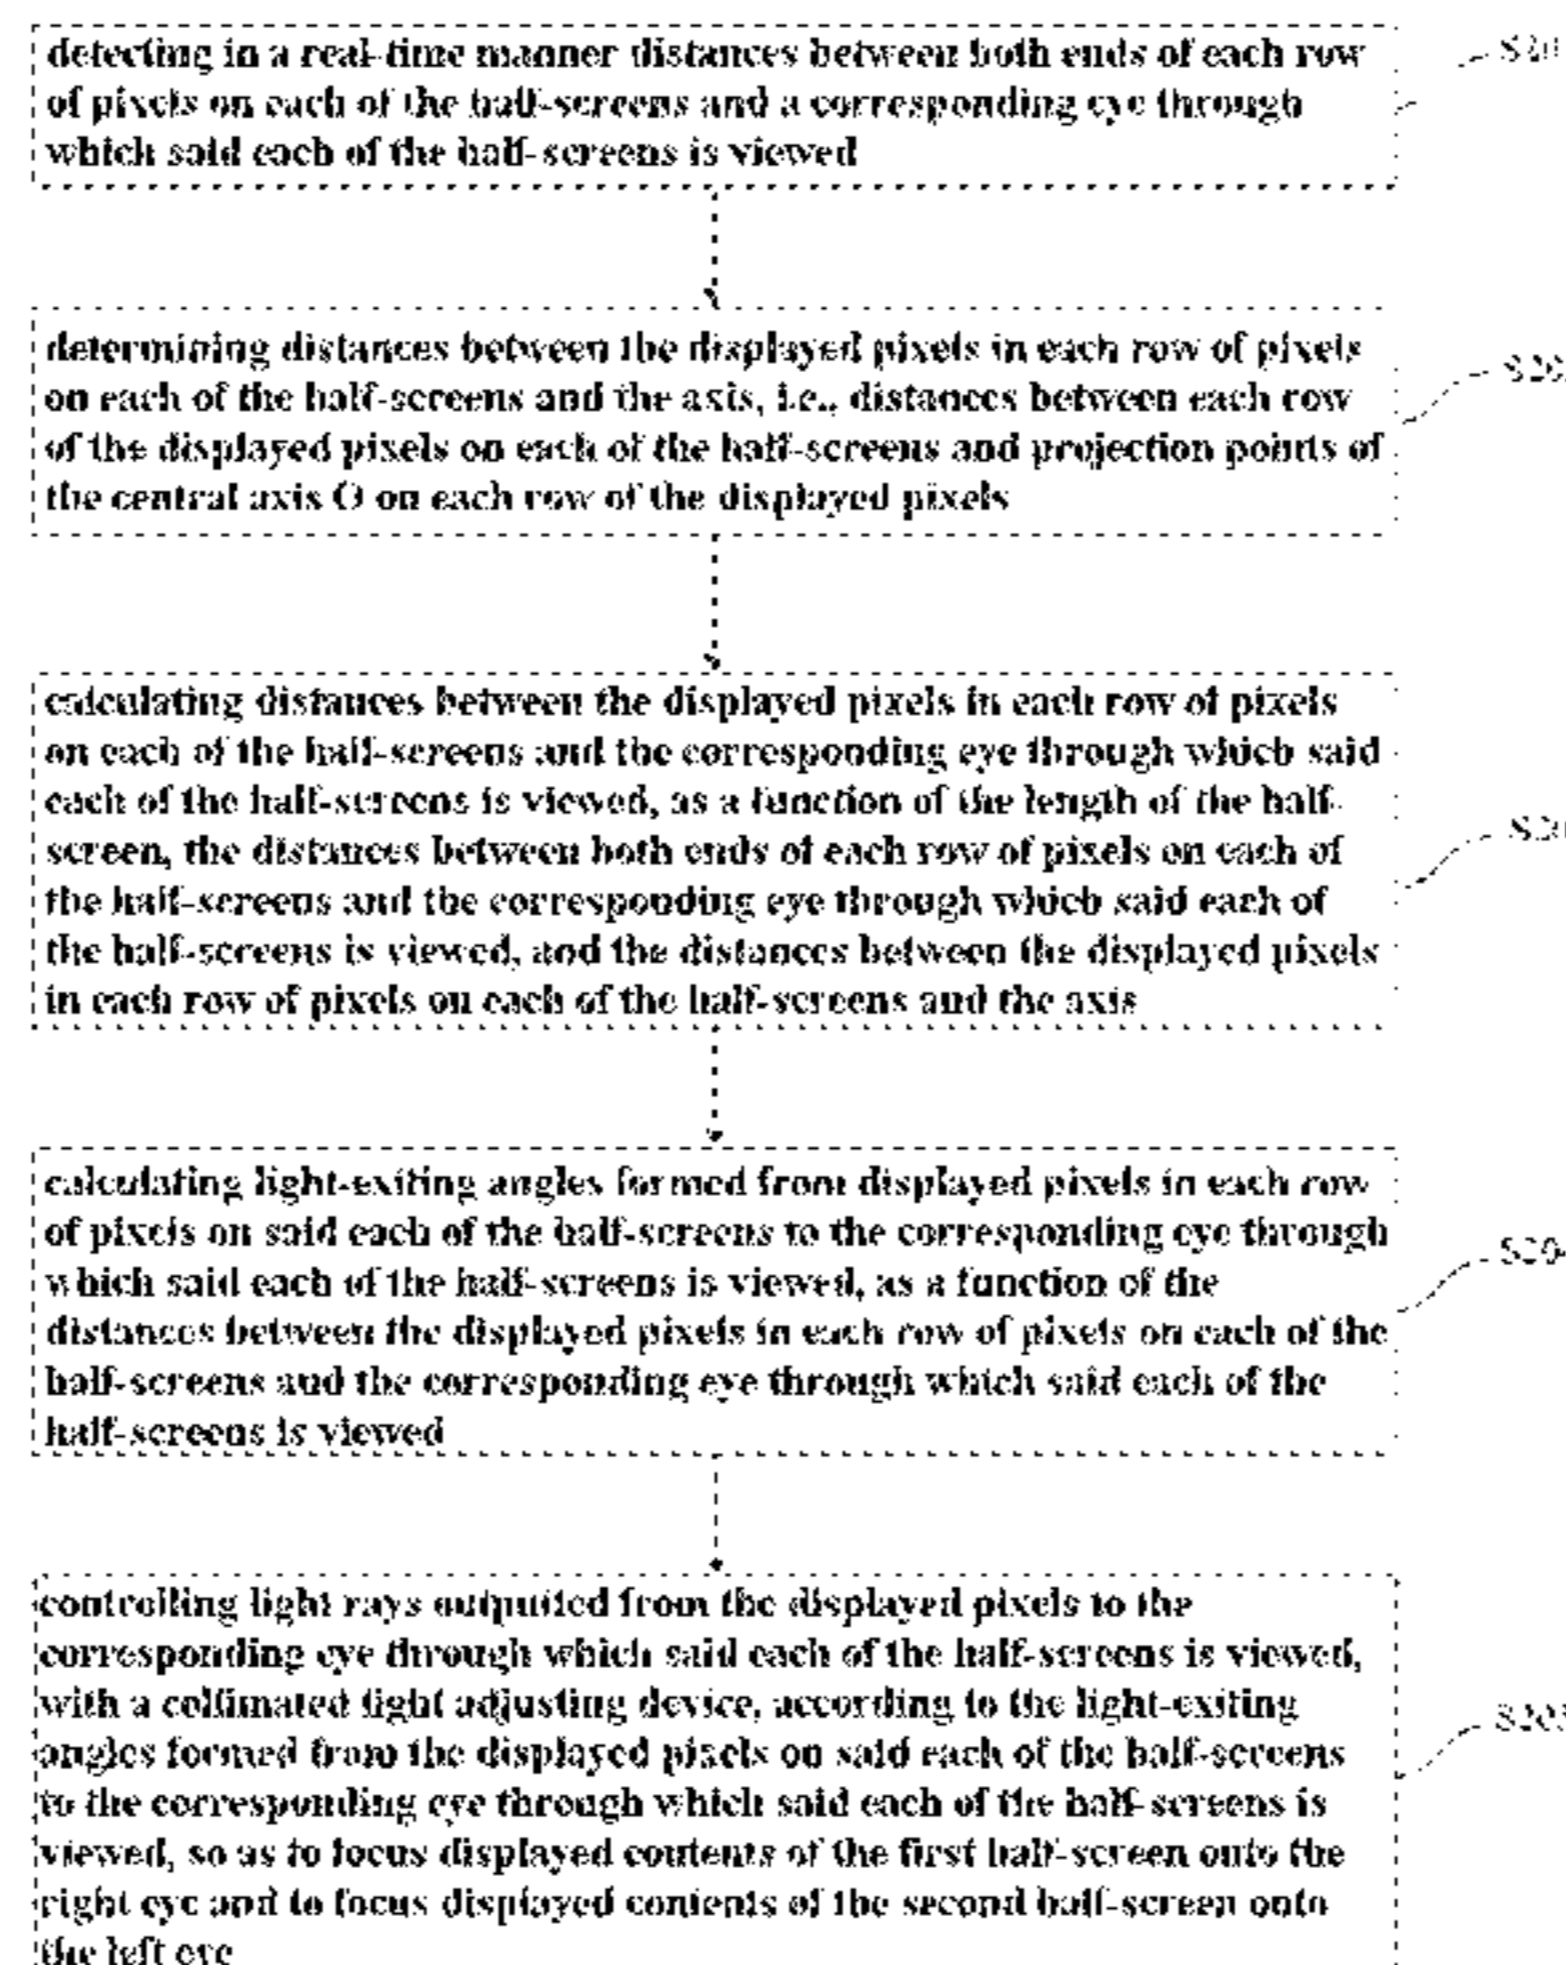 detecting in a real-time manner distances between both ends of each row
of pixels on each of the half-screens and a corresponding eye through
which said each of the half-screens is viewed
determining distances between the displayed pixels in each row of pixels
on each of the half-screens and the axis, i.e., distances between each row
of the displayed pixels on each of the half-screens and projection points of
the central axis O on each row of the displayed pixels
calculating distances between the displayed pixels in each row of pixels
on each of the half-screens and the corresponding eye through which said
each of the half-screens is viewed, as a function of the length of the half-
screen, the distances between both ends of each row of pixels on each of
the half-screens and the corresponding eye through which said each of
the half-screens is viewed, and the distances between the displayed pixels
in each row of pixels on each of the half-screens and the axis
calculating light-exiting angles formed from displayed pixels in each row
of pixels on said each of the half-screens to the corresponding eye through
which said each of the half-screens is viewed, as a function of the
distances between the displayed pixels in each row of pixels on each of the
half-screens and the corresponding eye through which said each of the
half-screens is viewed
controlling light rays outputted from the displayed pixels to the
corresponding eye through which said each of the half-screens is viewed,
with a collimated light adjusting device, according to the light-exiting
angles formed from the displayed pixels on said each of the half-screens
to the corresponding eye through which said each of the half-screens is
viewed, so as to focus displayed contents of the first half-screen onto the
right eye and to focus displayed contents of the second half-screen onto
the left eye